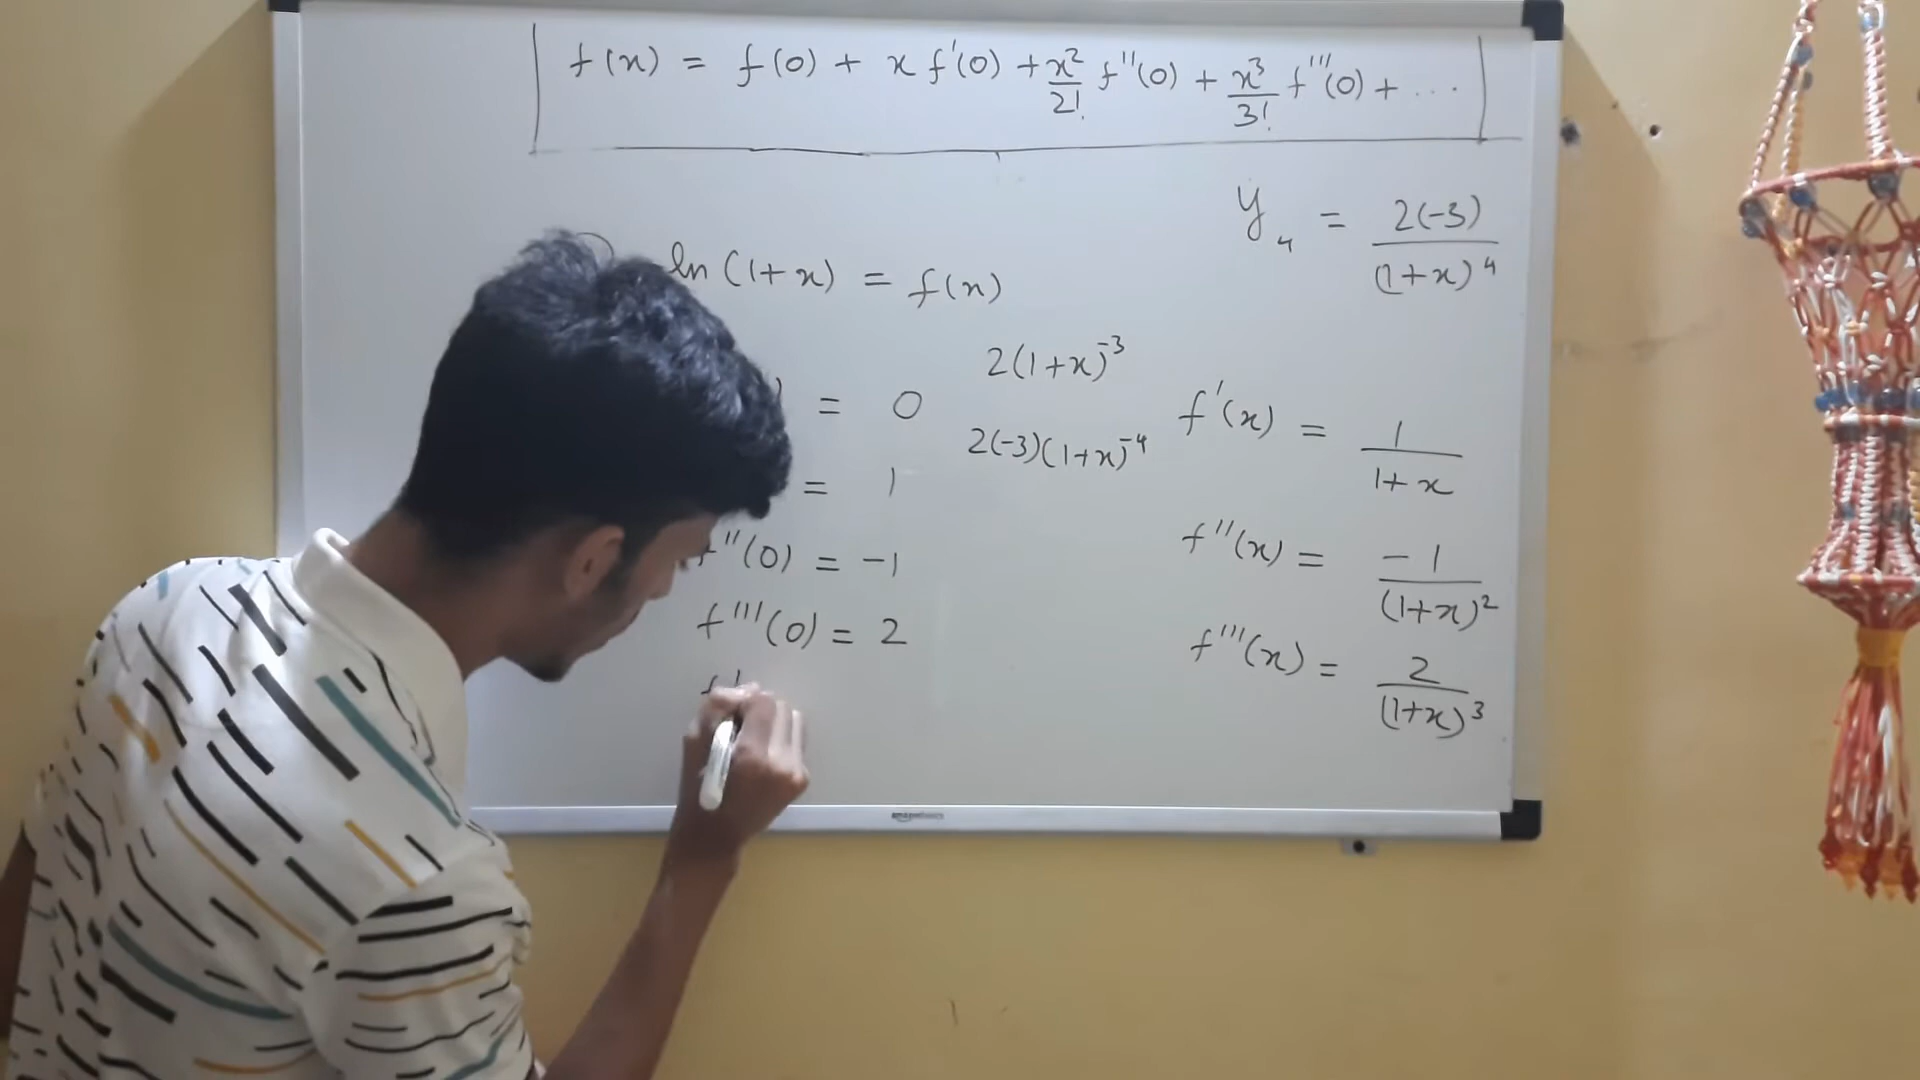 f(x) = f(0) + x f'(0) + x²/2! f''(0) + x³/3! f'''(0) + ...
y₄ = 2(-3)/(1+x)⁴
ln(1+x) = f(x)
2(1+x)⁻³
) = 0
f'(x) = 1/1+x
2(-3)(1+x)⁻⁴
= 1
f''(0) = -1
f''(x) = -1/(1+x)²
f'''(0) = 2
f'''(x) = 2/(1+x)³
f'
amazonbasics